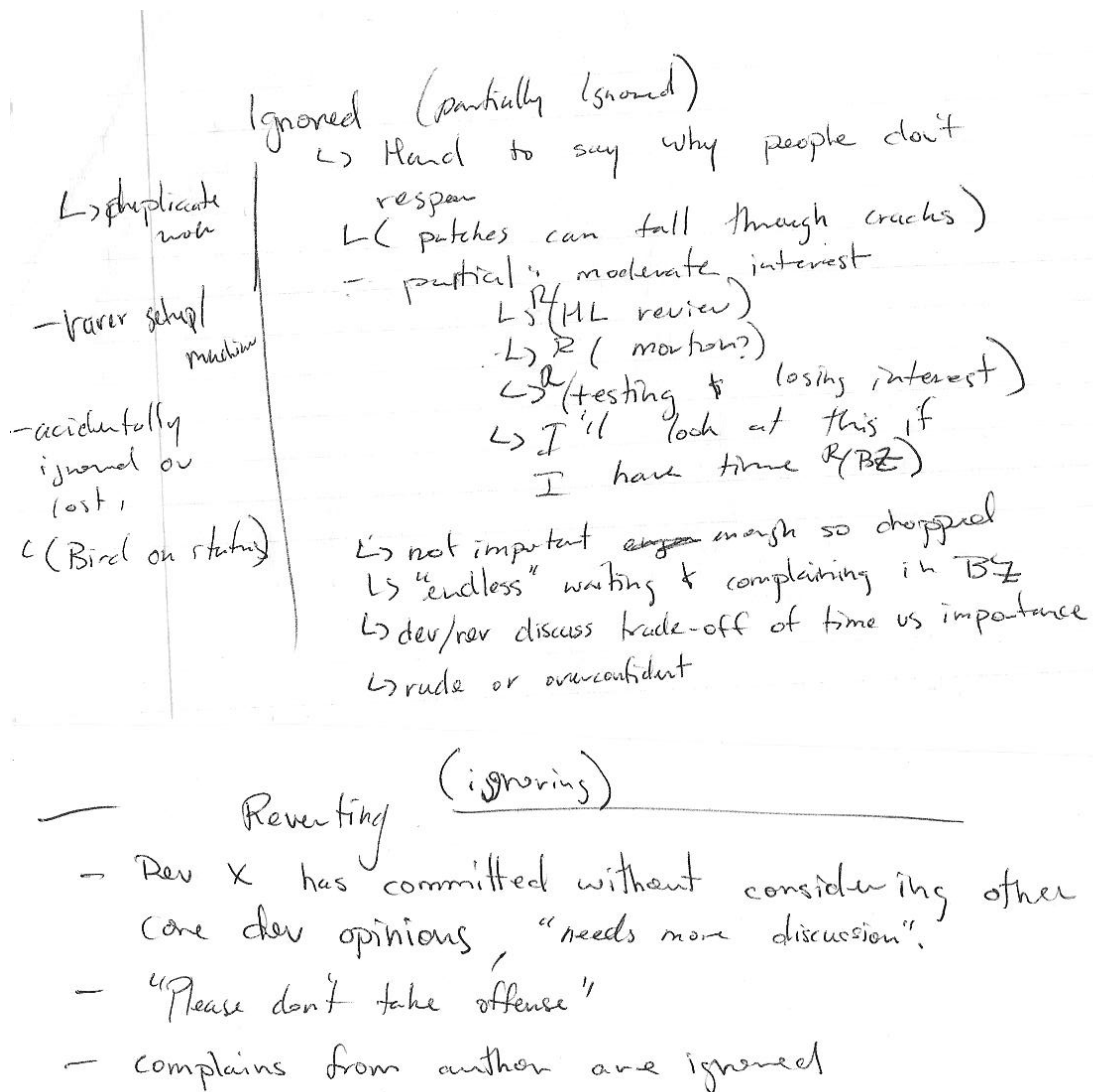 Ignored (partially Ignored)
↳ Hard to say why people don't
respon
↳ ( patches can fall through cracks)
- partial: moderate interest
↳ R(HL review)
↳ R ( morton?)
↳ R(testing & losing interest)
↳ I'll look at this if
I have time R(BZ)
↳ not important enough so dropped
↳ "endless" waiting & complaining in BZ
↳ dev/rev discuss trade-off of time vs importance
↳ rude or overconfident
↳ duplicate
work
- rarer setup/
machine
- acidentally
ignored or
lost,
↳ (Bird on status)
Reverting (ignoring)
- Dev X has committed without considering other
core dev opinions, "needs more discussion".
- "Please don't take offense"
- complains from author are ignored